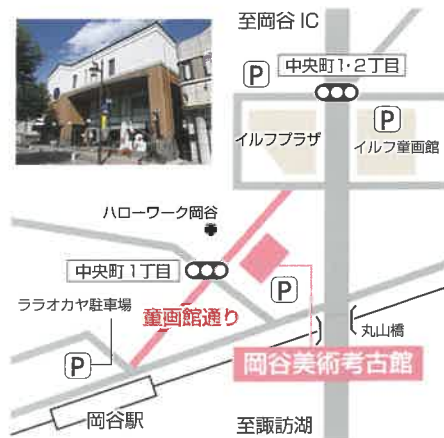 至岡谷 IC
中央町1・2丁目
P
P
イルフプラザ
イルフ童画館
ハローワーク岡谷
中央町1丁目
P
ララオカヤ駐車場
童画館通り
丸山橋
P
岡谷美術考古館
岡谷駅
至諏訪湖